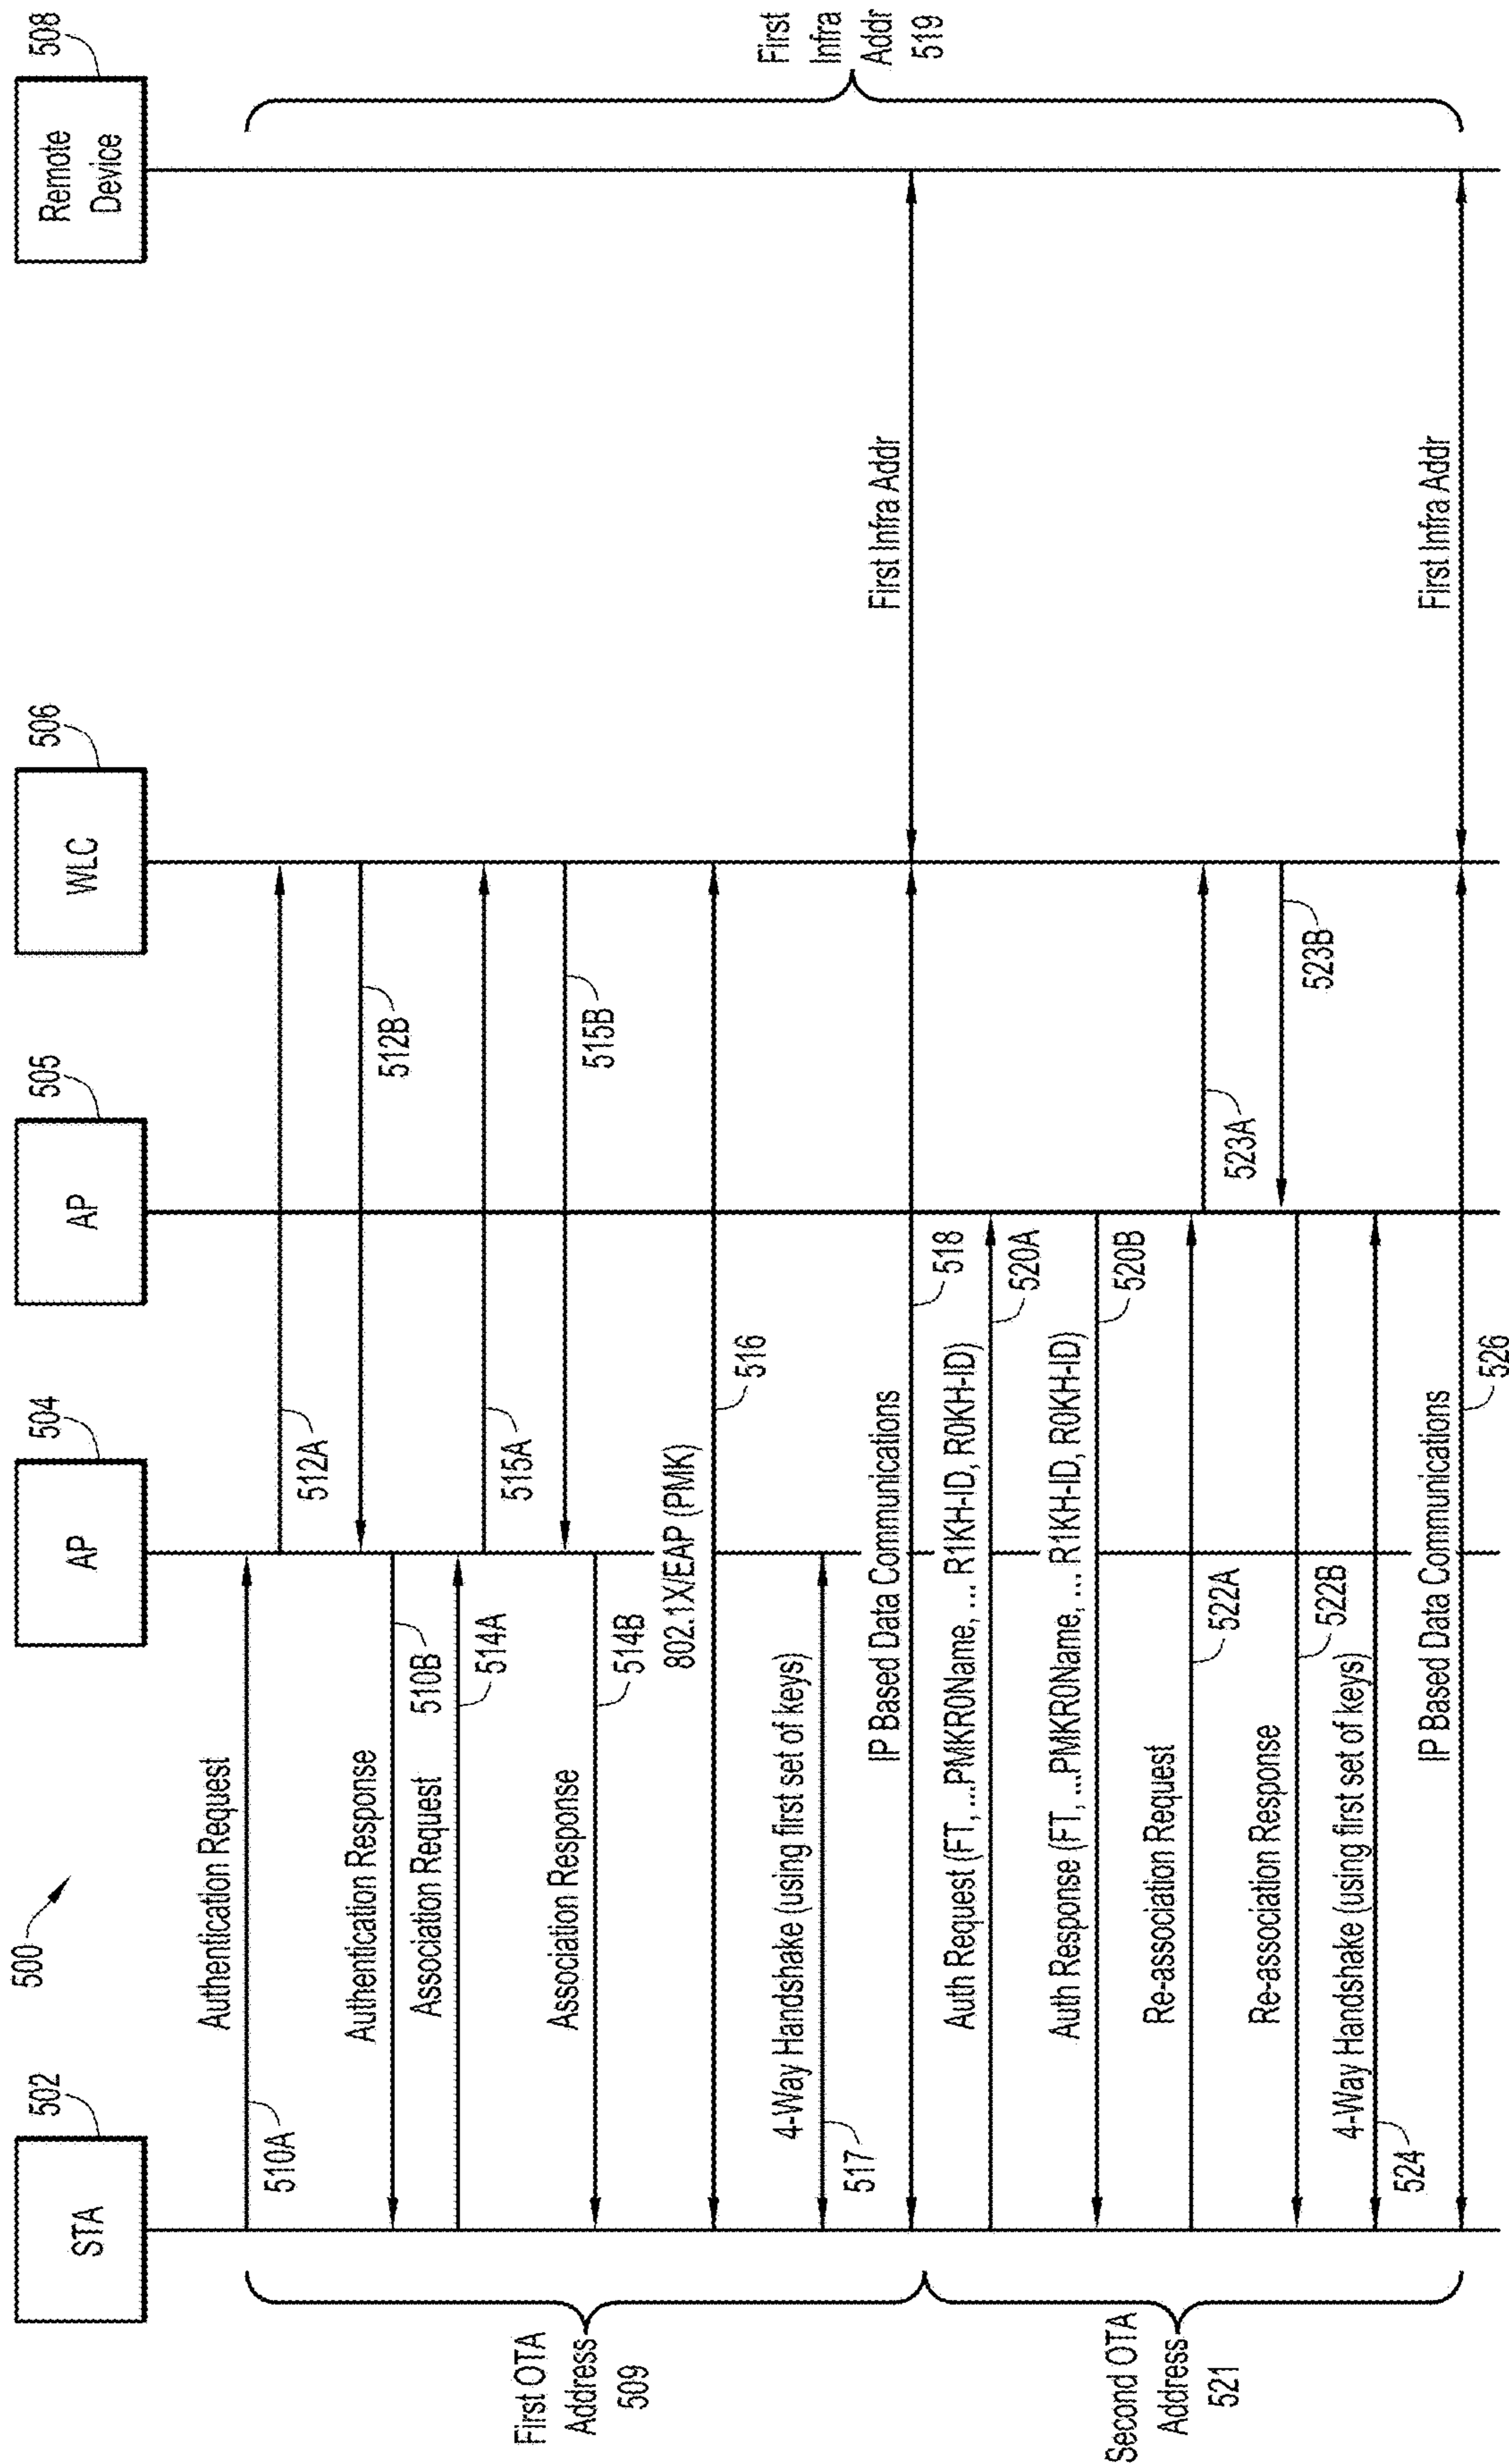 500
STA
502
AP
504
AP
505
WLC
506
Remote
Device
508
Authentication Request
510A
512A
512B
Authentication Response
510B
Association Request
514A
515A
515B
Association Response
514B
802.1X/EAP (PMK)
516
4-Way Handshake (using first set of keys)
517
IP Based Data Communications
518
First Infra Addr
First OTA
Address
509
First
Infra
Addr
519
Auth Request (FT, ...PMKR0Name, ... R1KH-ID, R0KH-ID)
520A
Auth Response (FT, ...PMKR0Name, ... R1KH-ID, R0KH-ID)
520B
Re-association Request
522A
523A
523B
Re-association Response
522B
4-Way Handshake (using first set of keys)
524
IP Based Data Communications
526
First Infra Addr
Second OTA
Address
521